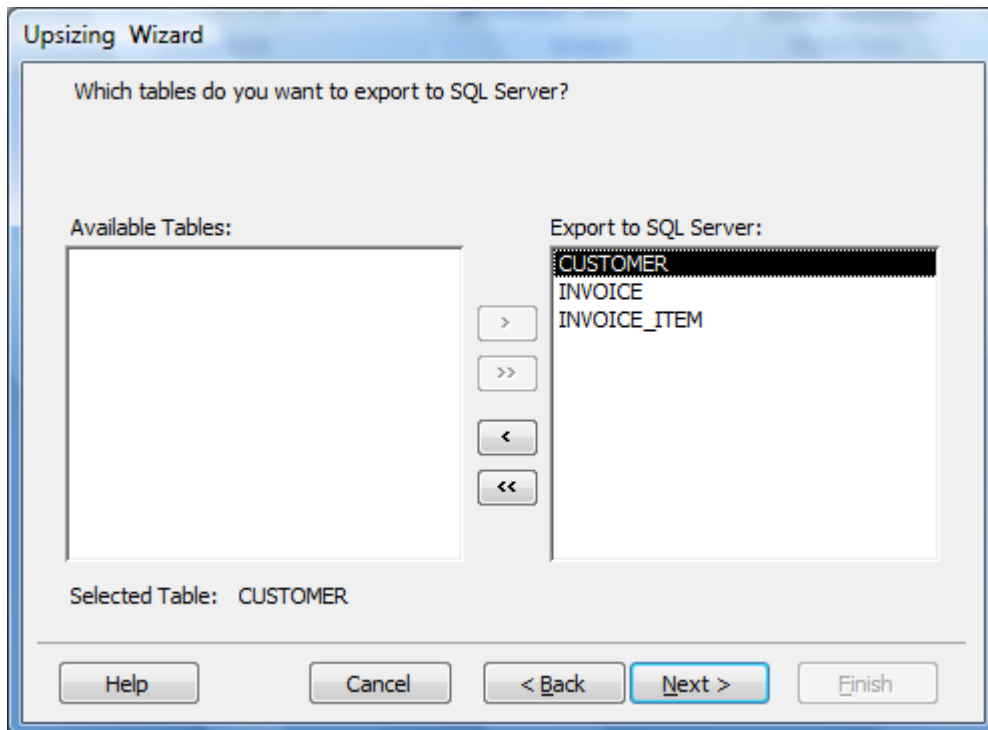 Upsizing Wizard
Which tables do you want to export to SQL Server?
Available Tables:
Export to SQL Server:
CUSTOMER
INVOICE
INVOICE_ITEM
>
>>
<
<<
Selected Table: CUSTOMER
Help
Cancel
< Back
Next >
Finish